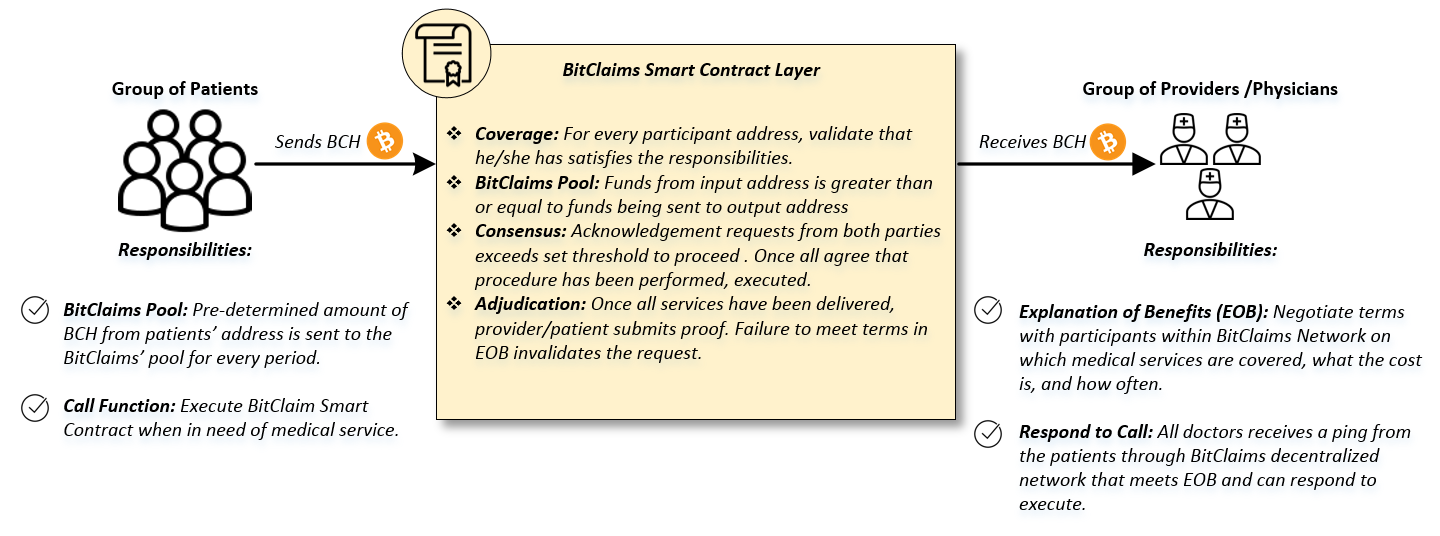 Group of Patients
Sends BCH
Responsibilities:
BitClaims Pool: Pre-determined amount of
BCH from patients’ address is sent to the
BitClaims’ pool for every period.
Call Function: Execute BitClaim Smart
Contract when in need of medical service.
BitClaims Smart Contract Layer
Coverage: For every participant address, validate that
he/she has satisfies the responsibilities.
BitClaims Pool: Funds from input address is greater than
or equal to funds being sent to output address
Consensus: Acknowledgement requests from both parties
exceeds set threshold to proceed . Once all agree that
procedure has been performed, executed.
Adjudication: Once all services have been delivered,
provider/patient submits proof. Failure to meet terms in
EOB invalidates the request.
Receives BCH
Group of Providers /Physicians
Responsibilities:
Explanation of Benefits (EOB): Negotiate terms
with participants within BitClaims Network on
which medical services are covered, what the cost
is, and how often.
Respond to Call: All doctors receives a ping from
the patients through BitClaims decentralized
network that meets EOB and can respond to
execute.